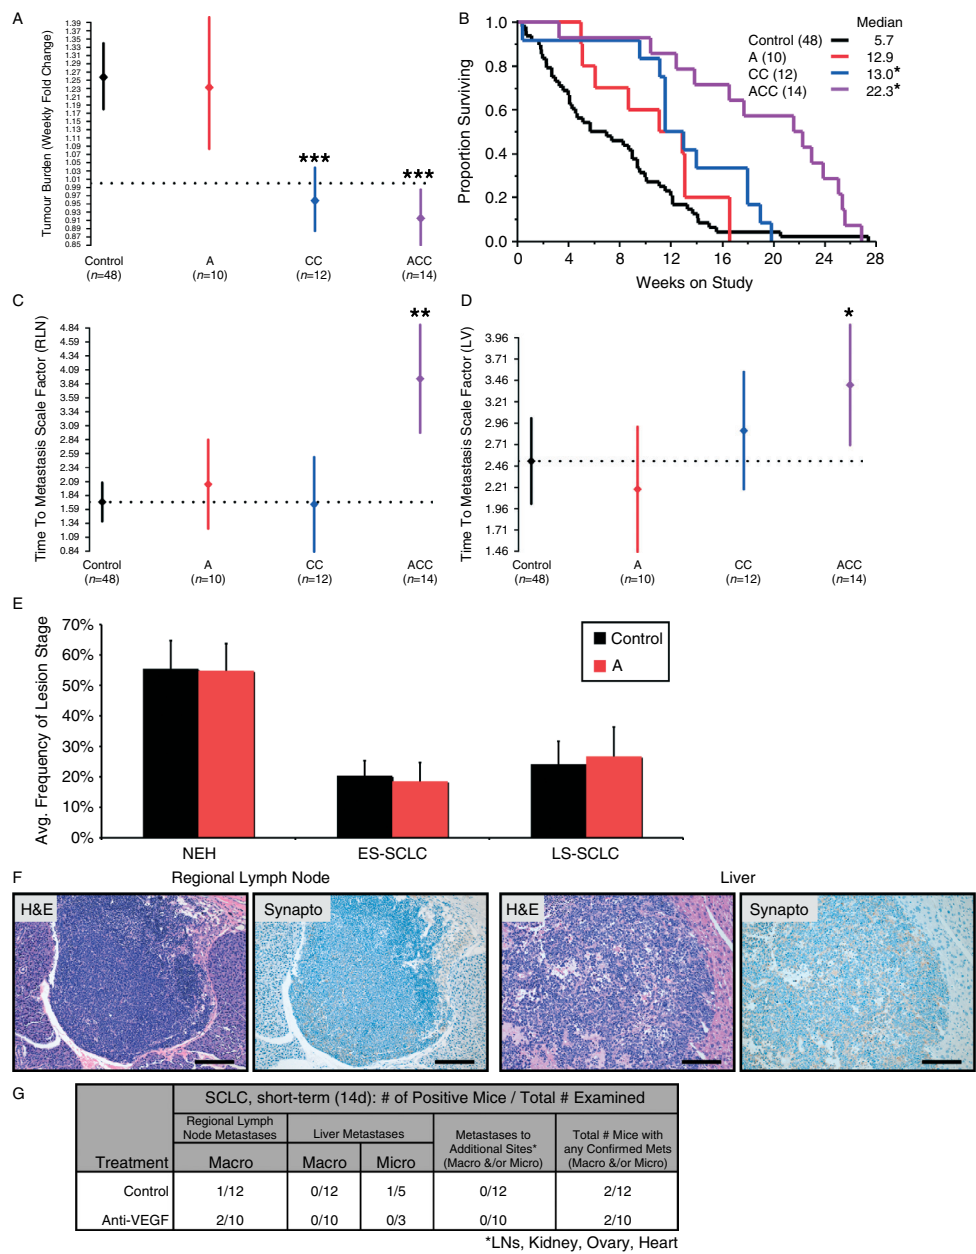 A
Tumour Burden (Weekly Fold Change)
1.39
1.37
1.35
1.33
1.31
1.29
1.27
1.25
1.23
1.21
1.19
1.17
1.15
1.13
1.11
1.09
1.07
1.05
1.03
1.01
0.99
0.97
0.95
0.93
0.91
0.89
0.87
0.85
***
***
Control A CC ACC
(n=48) (n=10) (n=12) (n=14)
B
Proportion Surviving
1.0
0.8
0.6
0.4
0.2
0.0
Median
Control (48) 5.7
A (10) 12.9
CC (12) 13.0*
ACC (14) 22.3*
0 4 8 12 16 20 24 28
Weeks on Study
C
Time To Metastasis Scale Factor (RLN)
4.84
4.59
4.34
4.09
3.84
3.59
3.34
3.09
2.84
2.59
2.34
2.09
1.84
1.59
1.34
1.09
0.84
**
Control A CC ACC
(n=48) (n=10) (n=12) (n=14)
D
Time To Metastasis Scale Factor (LV)
3.96
3.71
3.46
3.21
2.96
2.71
2.46
2.21
1.96
1.71
1.46
*
Control A CC ACC
(n=48) (n=10) (n=12) (n=14)
E
Avg. Frequency of Lesion Stage
70%
60%
50%
40%
30%
20%
10%
0%
Control
A
NEH ES-SCLC LS-SCLC
F
Regional Lymph Node Liver
H&E Synapto H&E Synapto
G
SCLC, short-term (14d): # of Positive Mice / Total # Examined
Regional Lymph
Node Metastases
Liver Metastases
Metastases to
Additional Sites*
(Macro &/or Micro)
Total # Mice with
any Confirmed Mets
(Macro &/or Micro)
Treatment Macro Macro Micro
Control 1/12 0/12 1/5 0/12 2/12
Anti-VEGF 2/10 0/10 0/3 0/10 2/10
*LNs, Kidney, Ovary, Heart